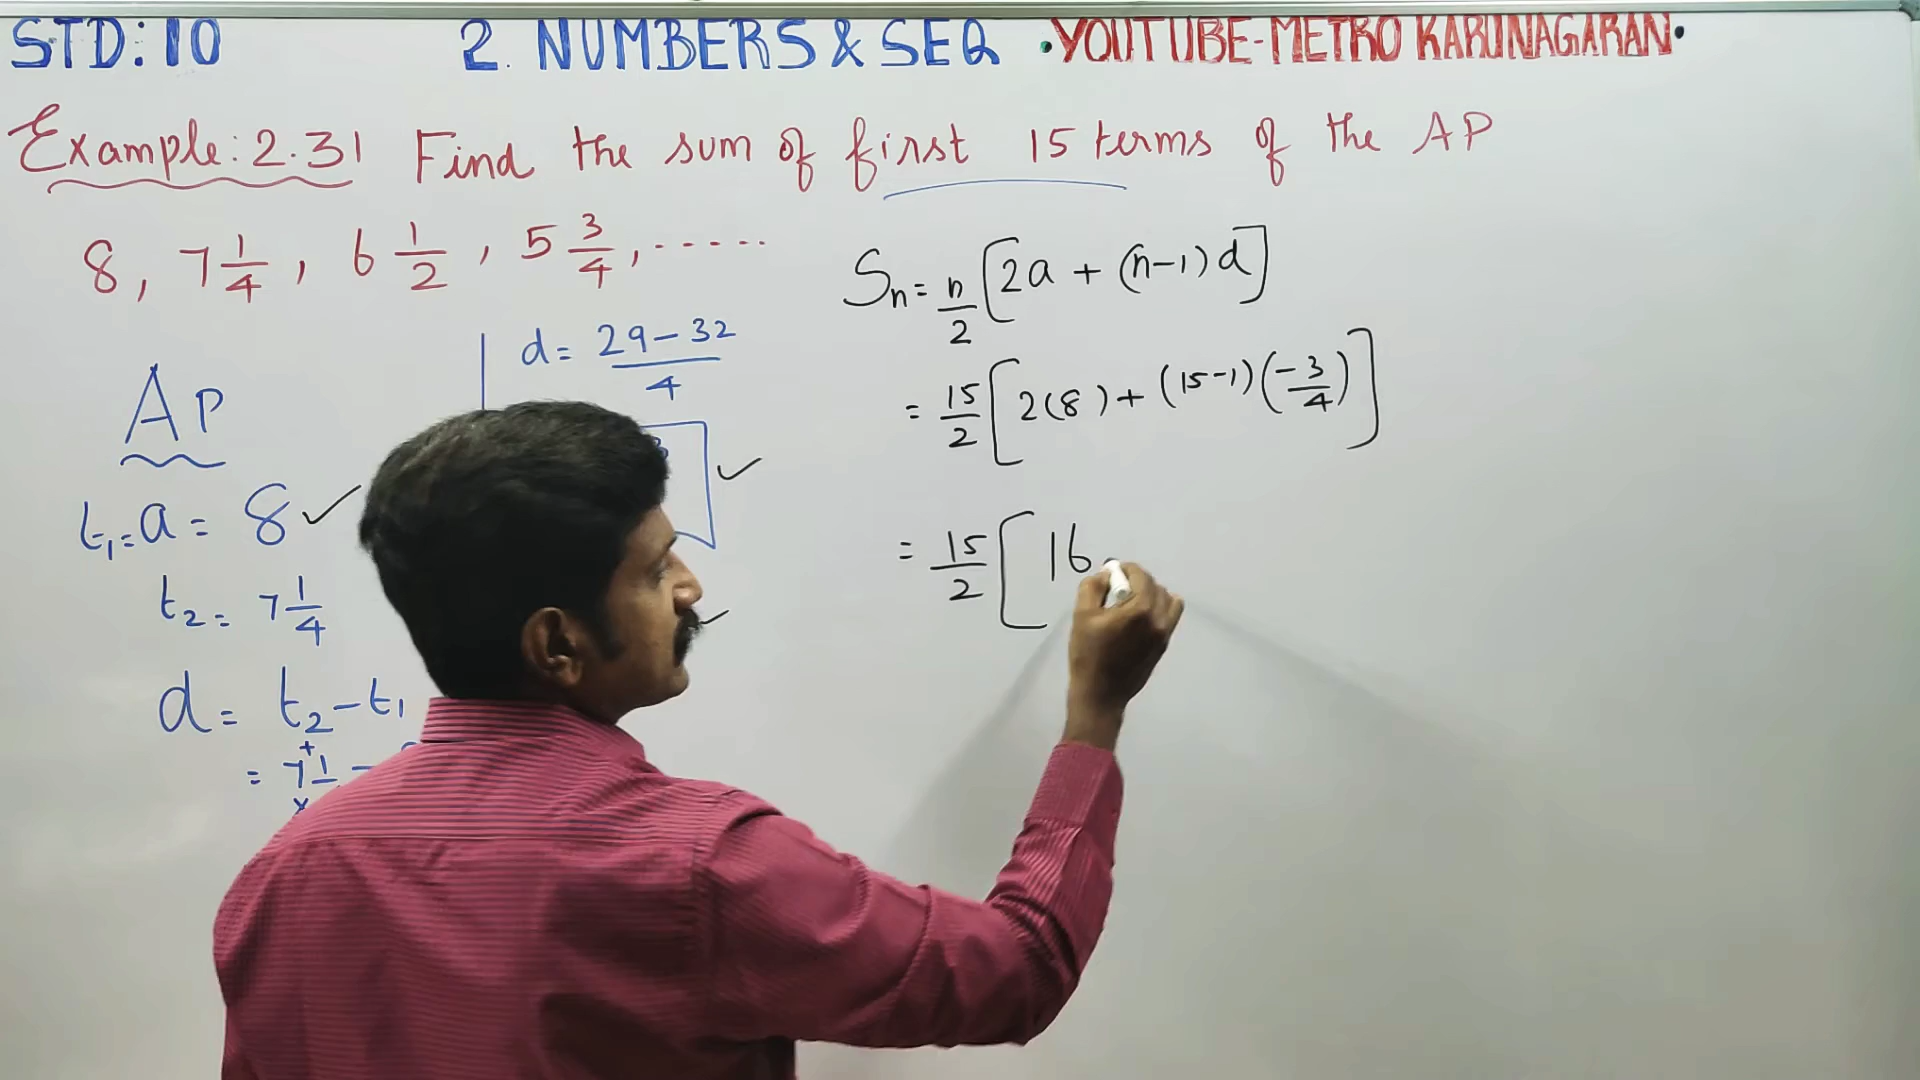 STD: 10 2. NUMBERS & SEQ •YOUTUBE-METRO KARUNAGARAN•
Example: 2.31 Find the sum of first 15 terms of the AP
8, 7 1/4, 6 1/2, 5 3/4, .....
AP
t₁ = a = 8 ✓
t₂ = 7 1/4
d = t₂ - t₁
= 7 1/4 -
d = (29 - 32)/4
Sₙ = n/2 [2a + (n-1)d]
= 15/2 [2(8) + (15-1)(-3/4)]
= 15/2 [16